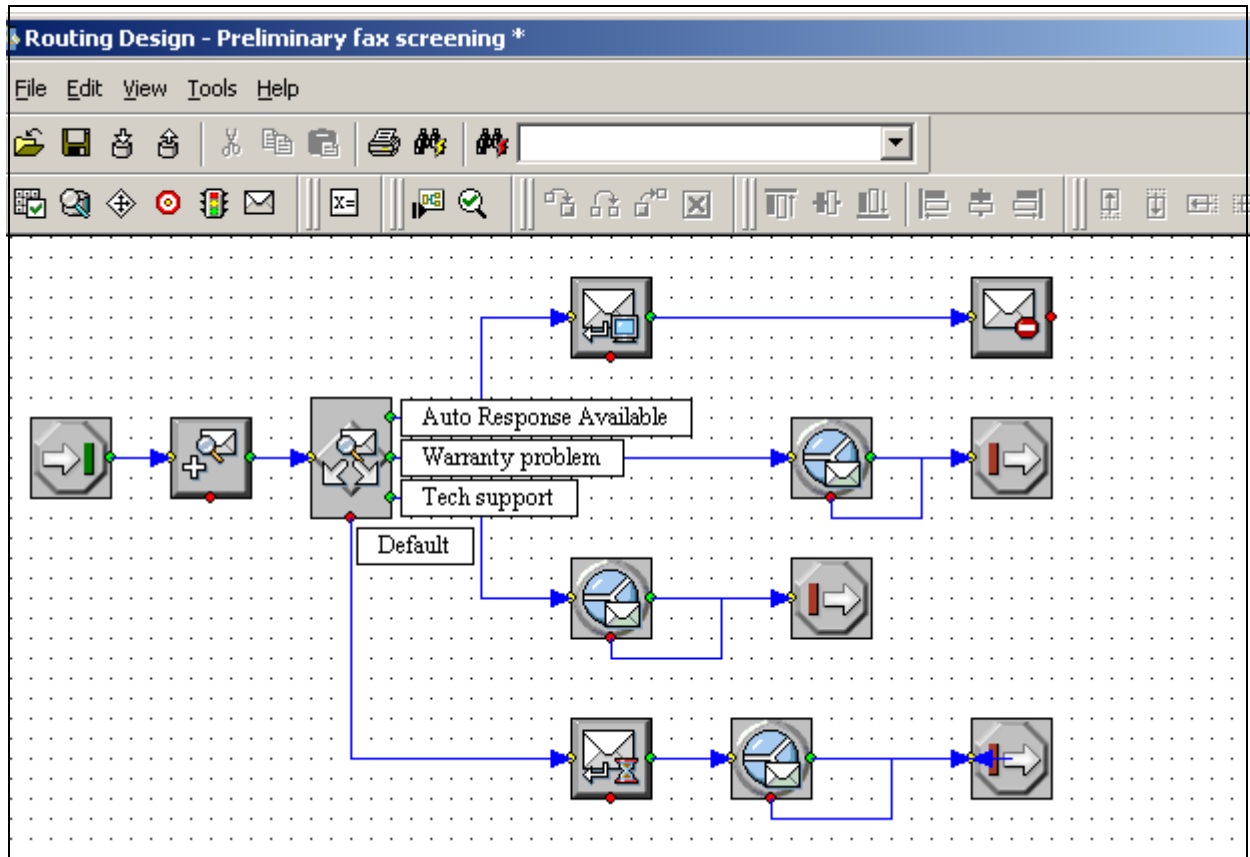 Routing Design - Preliminary fax screening *
File Edit View Tools Help
X=
Auto Response Available
Warranty problem
Tech support
Default